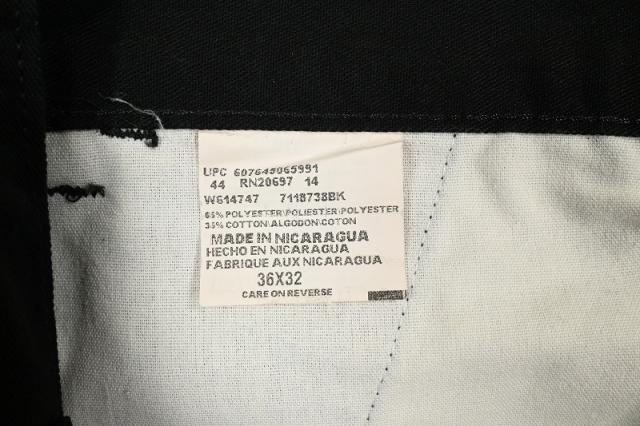 UPC 607645065991
44 RN20697 14
W614747 7118738BK
65% POLYESTER\POLIESTER\POLYESTER
35% COTTON\ALGODON\COTON
MADE IN NICARAGUA
HECHO EN NICARAGUA
FABRIQUE AUX NICARAGUA
36X32
CARE ON REVERSE